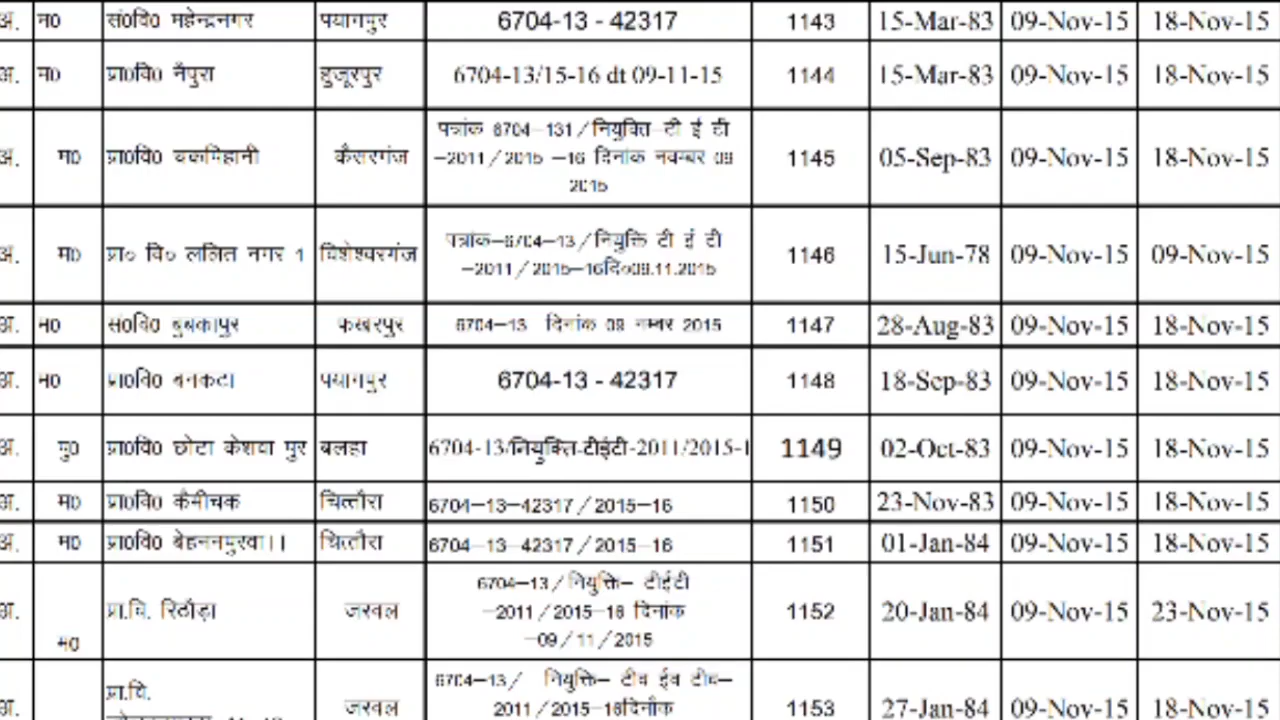 अ. म0 सं0वि0 महेन्द्रनगर पयागपुर 6704-13 - 42317 1143 15-Mar-83 09-Nov-15 18-Nov-15
अ. म0 प्रा0वि0 नैपुरा हुजूरपुर 6704-13/15-16 dt 09-11-15 1144 15-Mar-83 09-Nov-15 18-Nov-15
पत्रांक 6704-131/नियुक्ति टी ई टी
अ. म0 प्रा0वि0 चकपिहानी कैसरगंज -2011/2015 -16 दिनांक नवम्बर 09 1145 05-Sep-83 09-Nov-15 18-Nov-15
2015
पत्रांक-6704-13/नियुक्ति टी ई टी
अ. म0 प्रा० वि० ललित नगर 1 विशेश्वरगंज 1146 15-Jun-78 09-Nov-15 09-Nov-15
-2011/2015-16दि०09.11.2015
अ. म0 सं0वि0 बुबकापुर फखरपुर 6704-13 दिनांक 09 नम्बर 2015 1147 28-Aug-83 09-Nov-15 18-Nov-15
अ. म0 प्रा0वि0 बनकटा पयागपुर 6704-13 - 42317 1148 18-Sep-83 09-Nov-15 18-Nov-15
अ. मु0 प्रा0वि0 छोटा केशवा पुर बलहा 6704-13/नियुक्ति-टीईटी-2011/2015-1 1149 02-Oct-83 09-Nov-15 18-Nov-15
अ. म0 प्रा0वि0 कैमीचक चित्तौरा 6704-13-42317/2015-16 1150 23-Nov-83 09-Nov-15 18-Nov-15
अ. म0 प्रा0वि0 बेहननपुरवा।। चित्तौरा 6704-13-42317/2015-16 1151 01-Jan-84 09-Nov-15 18-Nov-15
6704-13/नियुक्ति- टीईटी
अ. प्रा.वि. रिठौड़ा जरवल -2011/2015-16 दिनांक 1152 20-Jan-84 09-Nov-15 23-Nov-15
म0 -09/11/2015
प्रा.वि. 6704-13/ नियुक्ति- टीव ईव टीव-
अ. जरवल 2011/2015-16दिनाँक 1153 27-Jan-84 09-Nov-15 18-Nov-15